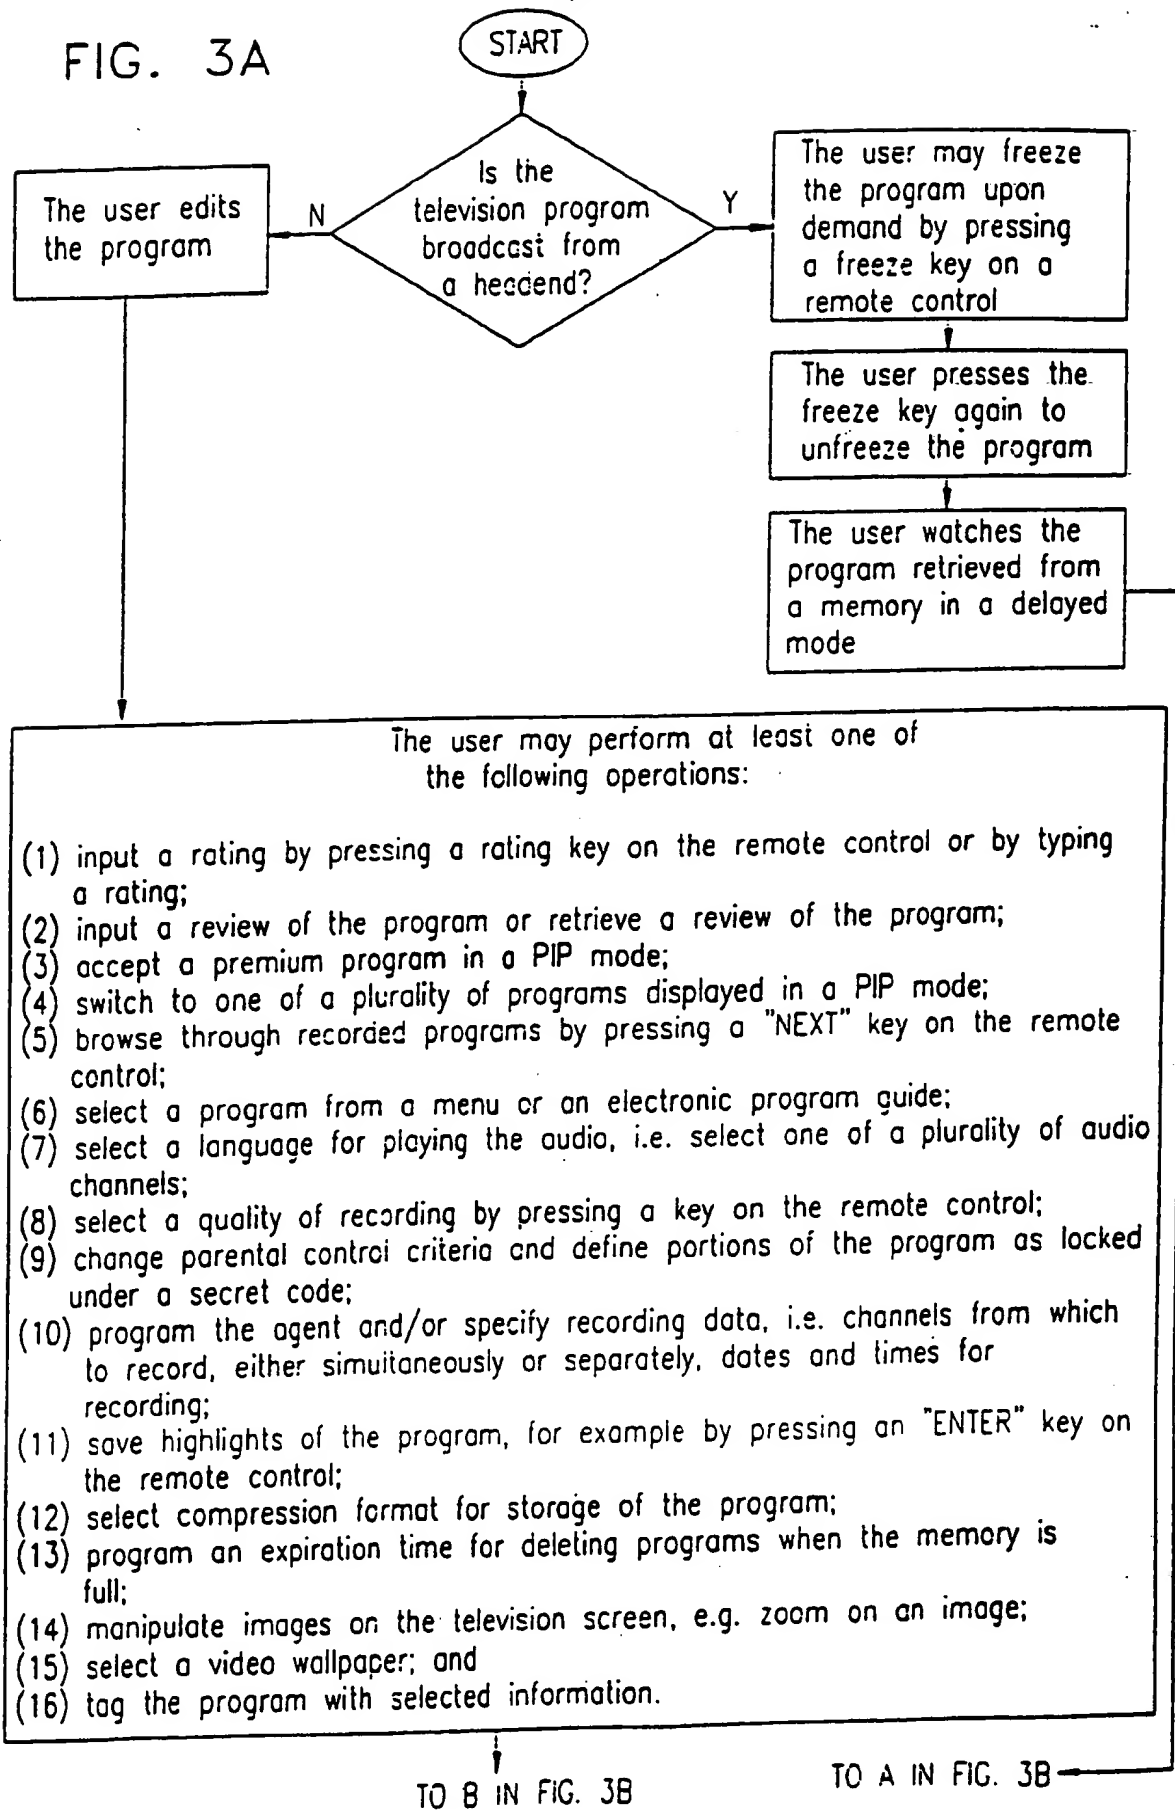 FIG. 3A
START
Is the
television program
broadcast from
a headend?
N
Y
The user edits
the program
The user may freeze
the program upon
demand by pressing
a freeze key on a
remote control
The user presses the
freeze key again to
unfreeze the program
The user watches the
program retrieved from
a memory in a delayed
mode
The user may perform at least one of
the following operations:
(1) input a rating by pressing a rating key on the remote control or by typing
a rating;
(2) input a review of the program or retrieve a review of the program;
(3) accept a premium program in a PIP mode;
(4) switch to one of a plurality of programs displayed in a PIP mode;
(5) browse through recorded programs by pressing a "NEXT" key on the remote
control;
(6) select a program from a menu or an electronic program guide;
(7) select a language for playing the audio, i.e. select one of a plurality of audio
channels;
(8) select a quality of recording by pressing a key on the remote control;
(9) change parental control criteria and define portions of the program as locked
under a secret code;
(10) program the agent and/or specify recording data, i.e. channels from which
to record, either simultaneously or separately, dates and times for
recording;
(11) save highlights of the program, for example by pressing an "ENTER" key on
the remote control;
(12) select compression format for storage of the program;
(13) program an expiration time for deleting programs when the memory is
full;
(14) manipulate images on the television screen, e.g. zoom on an image;
(15) select a video wallpaper; and
(16) tag the program with selected information.
TO B IN FIG. 3B
TO A IN FIG. 3B